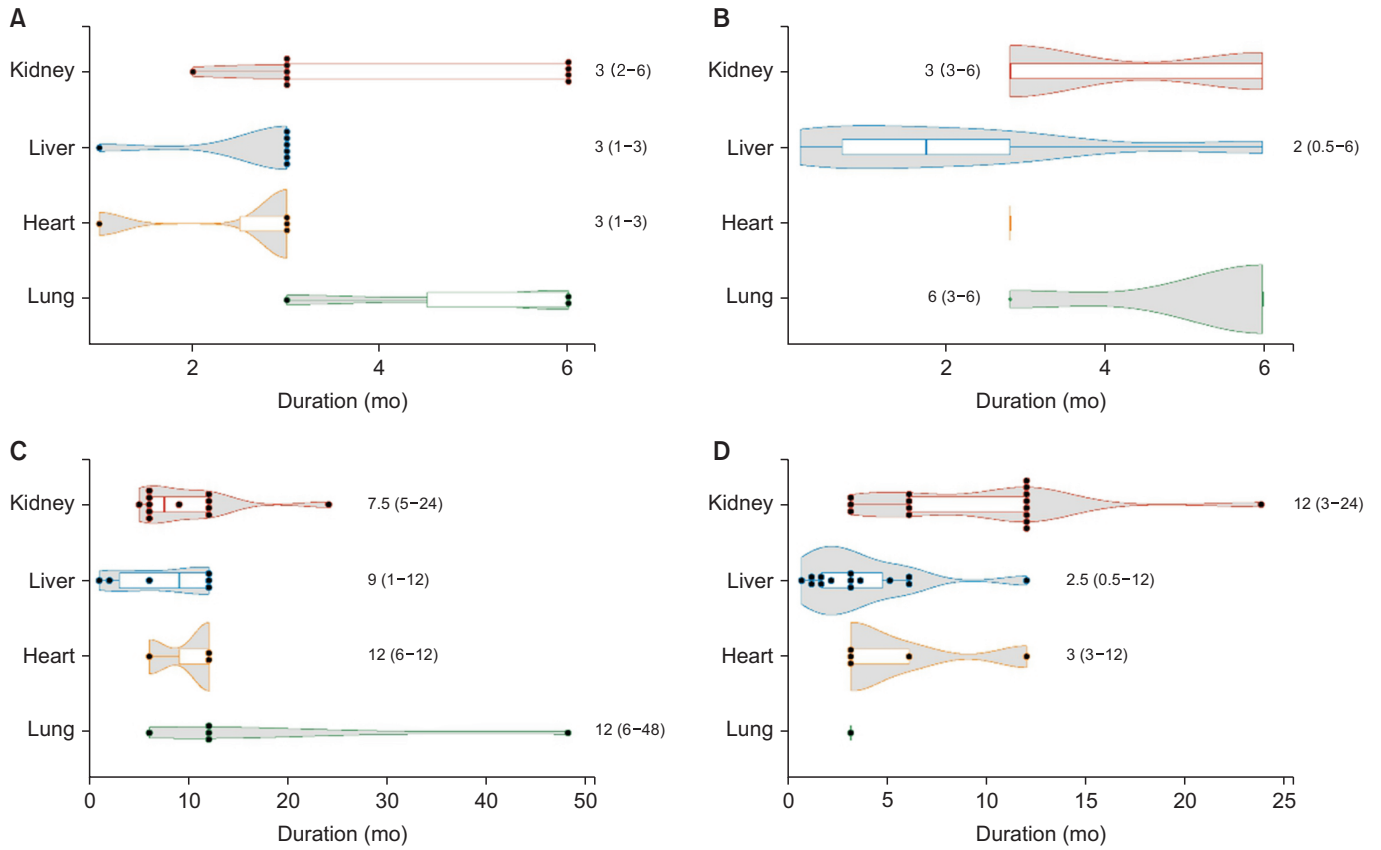 A
Kidney
3 (2–6)
Liver
3 (1–3)
Heart
3 (1–3)
Lung
2 4 6
Duration (mo)
B
Kidney
3 (3–6)
Liver
2 (0.5–6)
Heart
Lung
6 (3–6)
2 4 6
Duration (mo)
C
Kidney
7.5 (5–24)
Liver
9 (1–12)
Heart
12 (6–12)
Lung
12 (6–48)
0 10 20 30 40 50
Duration (mo)
D
Kidney
12 (3–24)
Liver
2.5 (0.5–12)
Heart
3 (3–12)
Lung
0 5 10 15 20 25
Duration (mo)